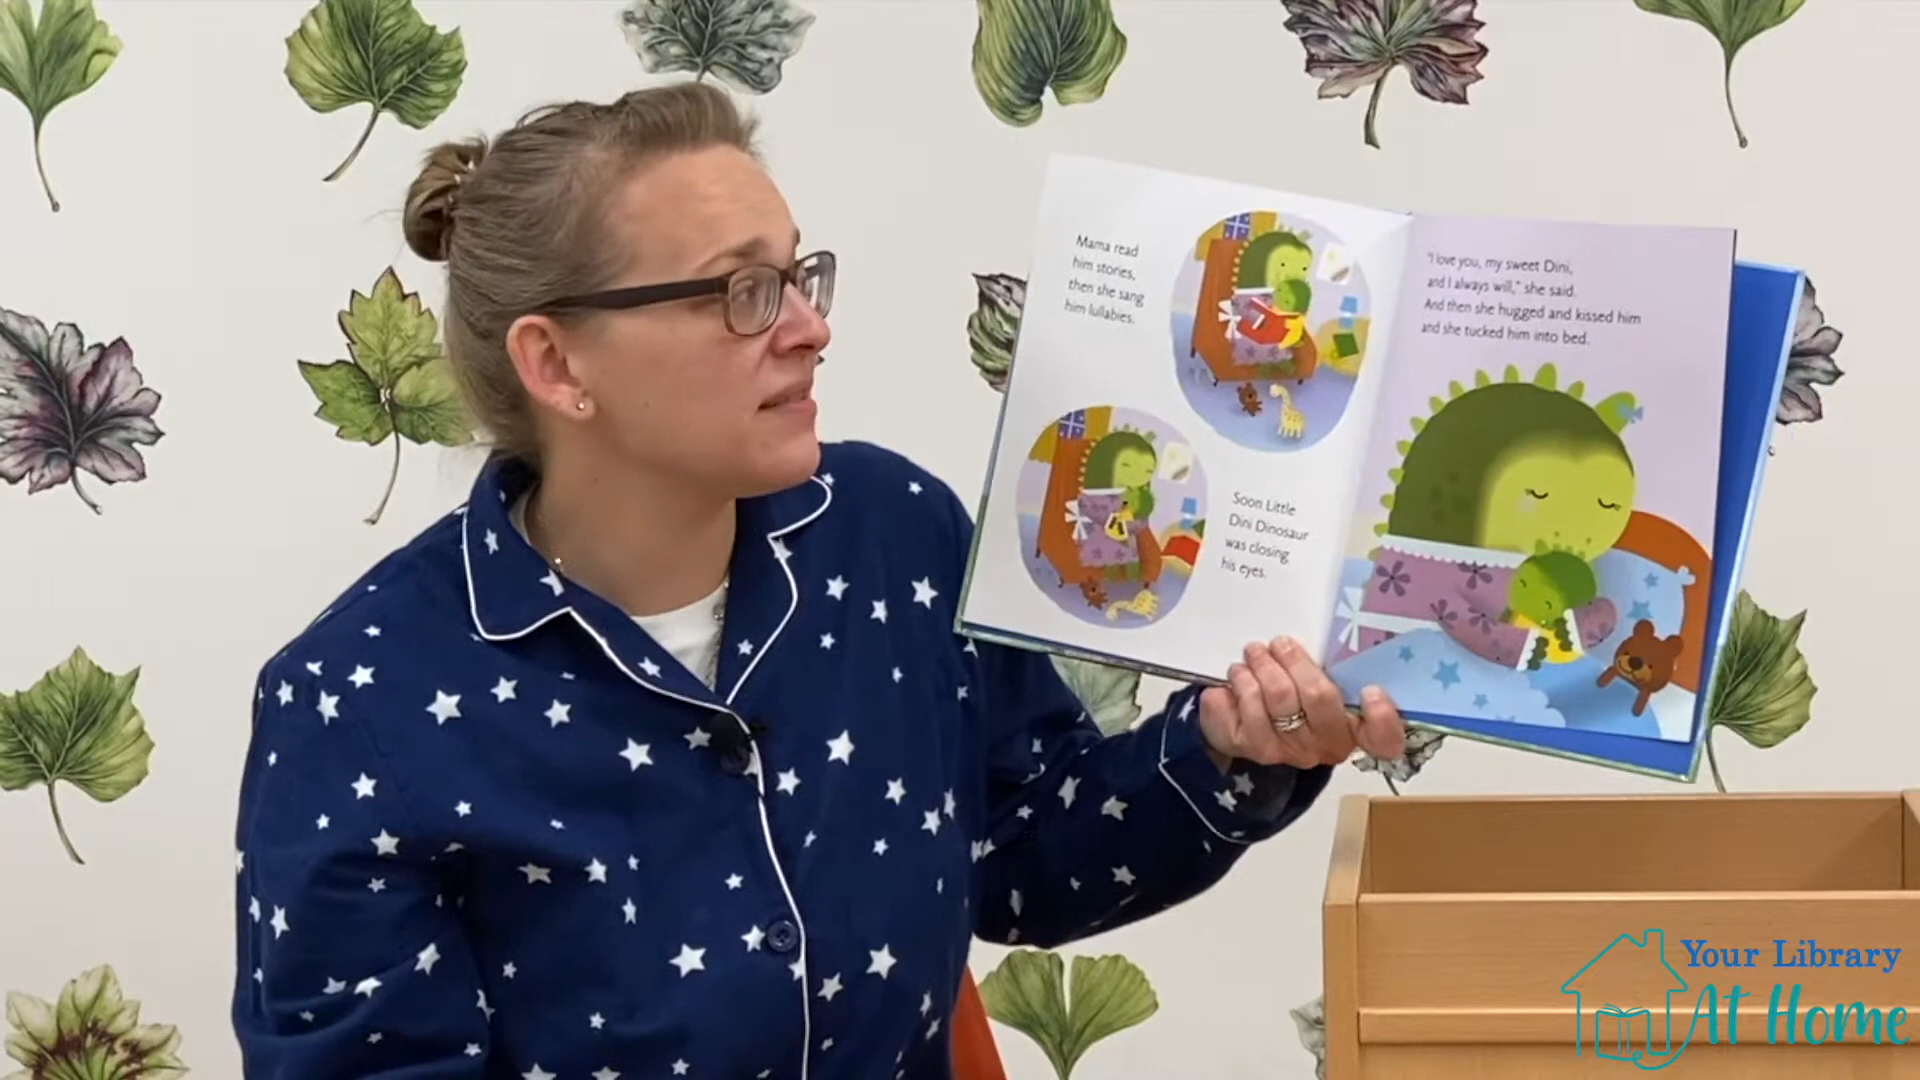 Mama read
him stories,
then she sang
him lullabies.
Soon Little
Dini Dinosaur
was closing
his eyes.
"I love you, my sweet Dini,
and I always will," she said.
And then she hugged and kissed him
and she tucked him into bed.
Your Library
At Home